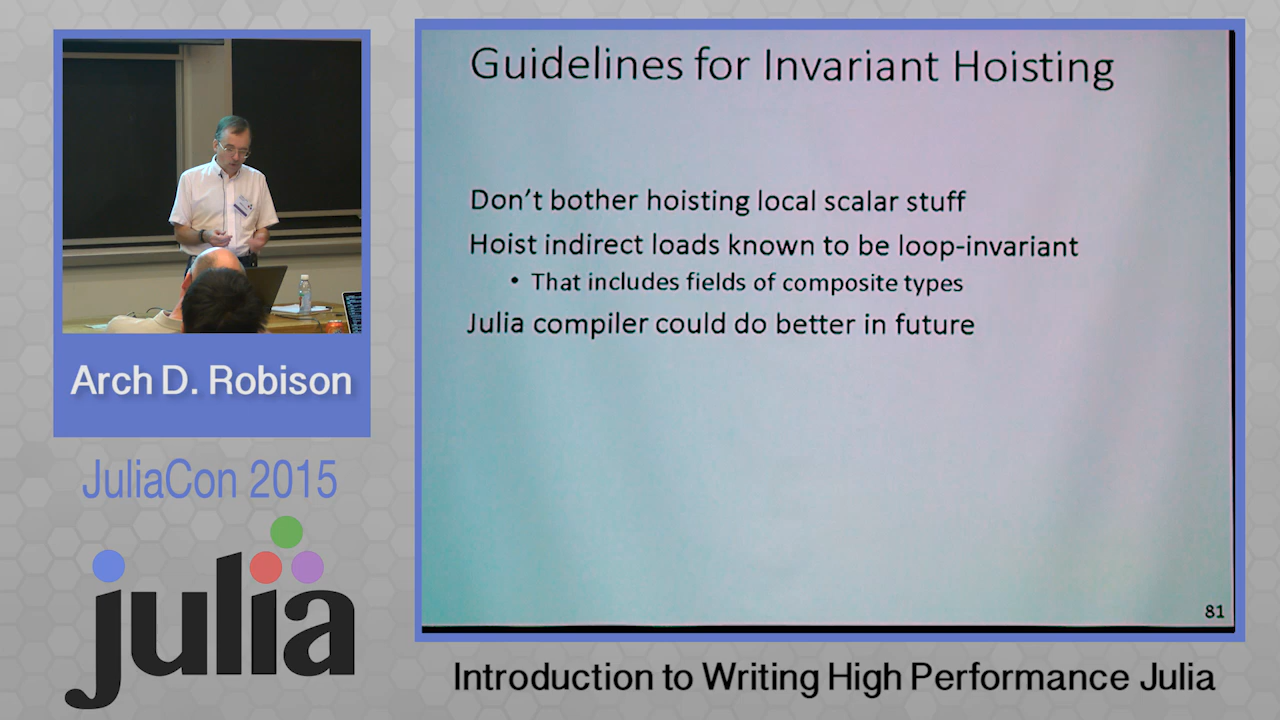 Guidelines for Invariant Hoisting
Don't bother hoisting local scalar stuff
Hoist indirect loads known to be loop-invariant
• That includes fields of composite types
Julia compiler could do better in future
81
Arch D. Robison
JuliaCon 2015
julia
Introduction to Writing High Performance Julia